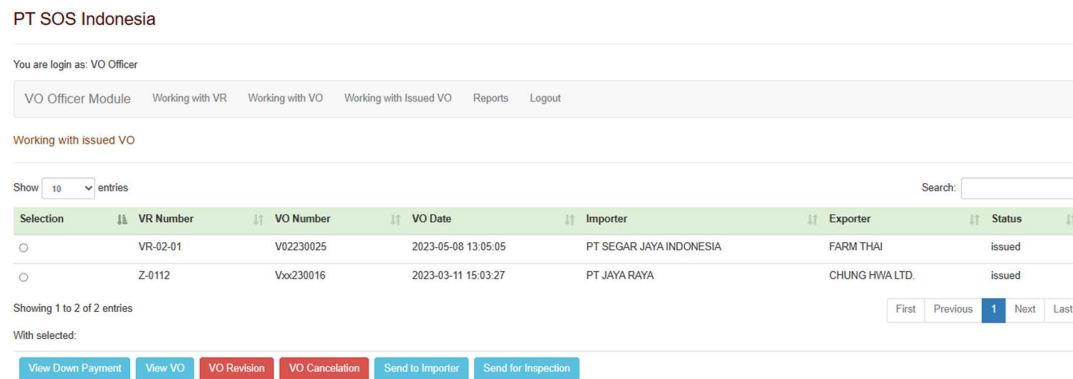 PT SOS Indonesia
You are login as: VO Officer
VO Officer Module Working with VR Working with VO Working with Issued VO Reports Logout
Working with issued VO
Show 10 entries Search:
Selection VR Number VO Number VO Date Importer Exporter Status
VR-02-01 V02230025 2023-05-08 13:05:05 PT SEGAR JAYA INDONESIA FARM THAI issued
Z-0112 Vxx230016 2023-03-11 15:03:27 PT JAYA RAYA CHUNG HWA LTD. issued
Showing 1 to 2 of 2 entries First Previous 1 Next Last
With selected:
View Down Payment View VO VO Revision VO Cancelation Send to Importer Send for Inspection